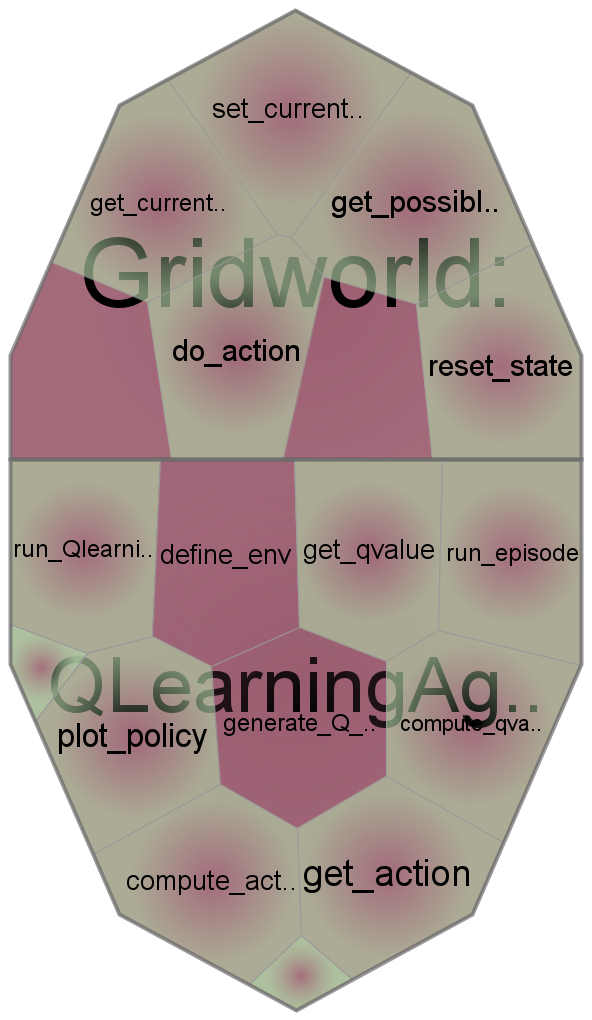 set_current..
get_current..
get_possibl..
Gridworld:
do_action
reset_state
run_Qlearni..
define_env
get_qvalue
run_episode
QLearningAg..
plot_policy
generate_Q_..
compute_qva..
compute_act..
get_action